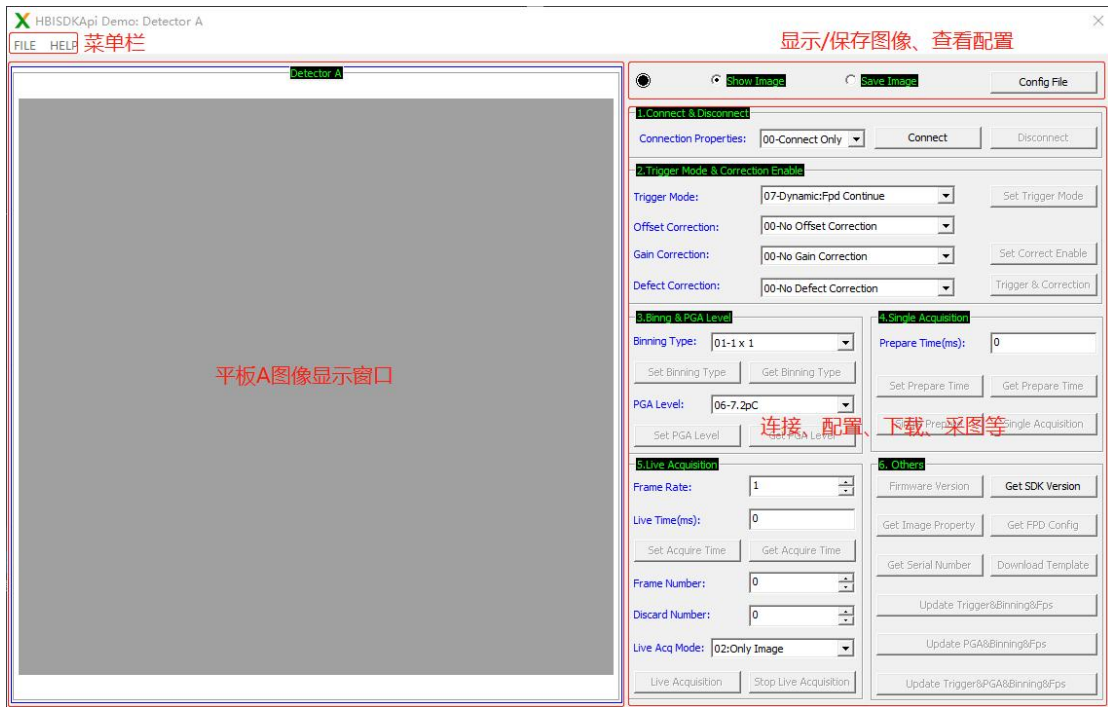 HBISDKApi Demo: Detector A
FILE HELP 菜单栏
显示/保存图像、查看配置
Detector A
平板A图像显示窗口
Show Image Save Image Config File
1.Connect & Disconnect
Connection Properties: 00-Connect Only Connect Disconnect
2.Trigger Mode & Correction Enable
Trigger Mode: 07-Dynamic:Fpd Continue Set Trigger Mode
Offset Correction: 00-No Offset Correction
Gain Correction: 00-No Gain Correction Set Correct Enable
Defect Correction: 00-No Defect Correction Trigger & Correction
3.Binng & PGA Level
Binning Type: 01-1 x 1
Set Binning Type Get Binning Type
PGA Level: 06-7.2pC
Set PGA Level Get PGA Level
4.Single Acquisition
Prepare Time(ms): 0
Set Prepare Time Get Prepare Time
Prepare Single Acquisition
连接、配置、下载、采图等
5.Live Acquisition
Frame Rate: 1
Live Time(ms): 0
Set Acquire Time Get Acquire Time
Frame Number: 0
Discard Number: 0
Live Acq Mode: 02:Only Image
Live Acquisition Stop Live Acquisition
6. Others
Firmware Version Get SDK Version
Get Image Property Get FPD Config
Get Serial Number Download Template
Update Trigger&Binning&Fps
Update PGA&Binning&Fps
Update Trigger&PGA&Binning&Fps